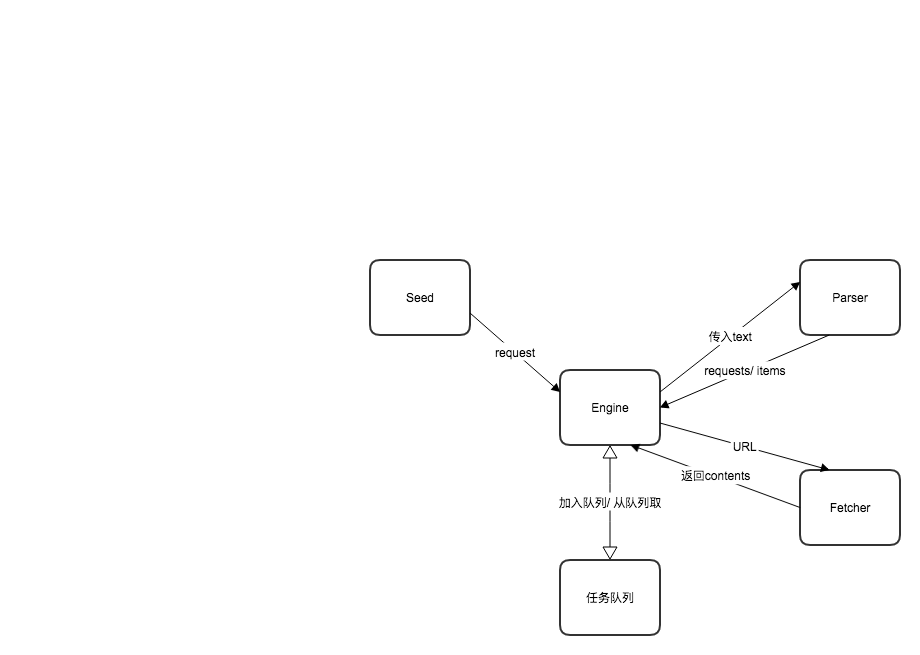 Seed
Parser
传入text
request
requests/ items
Engine
URL
返回contents
加入队列/ 从队列取
Fetcher
任务队列